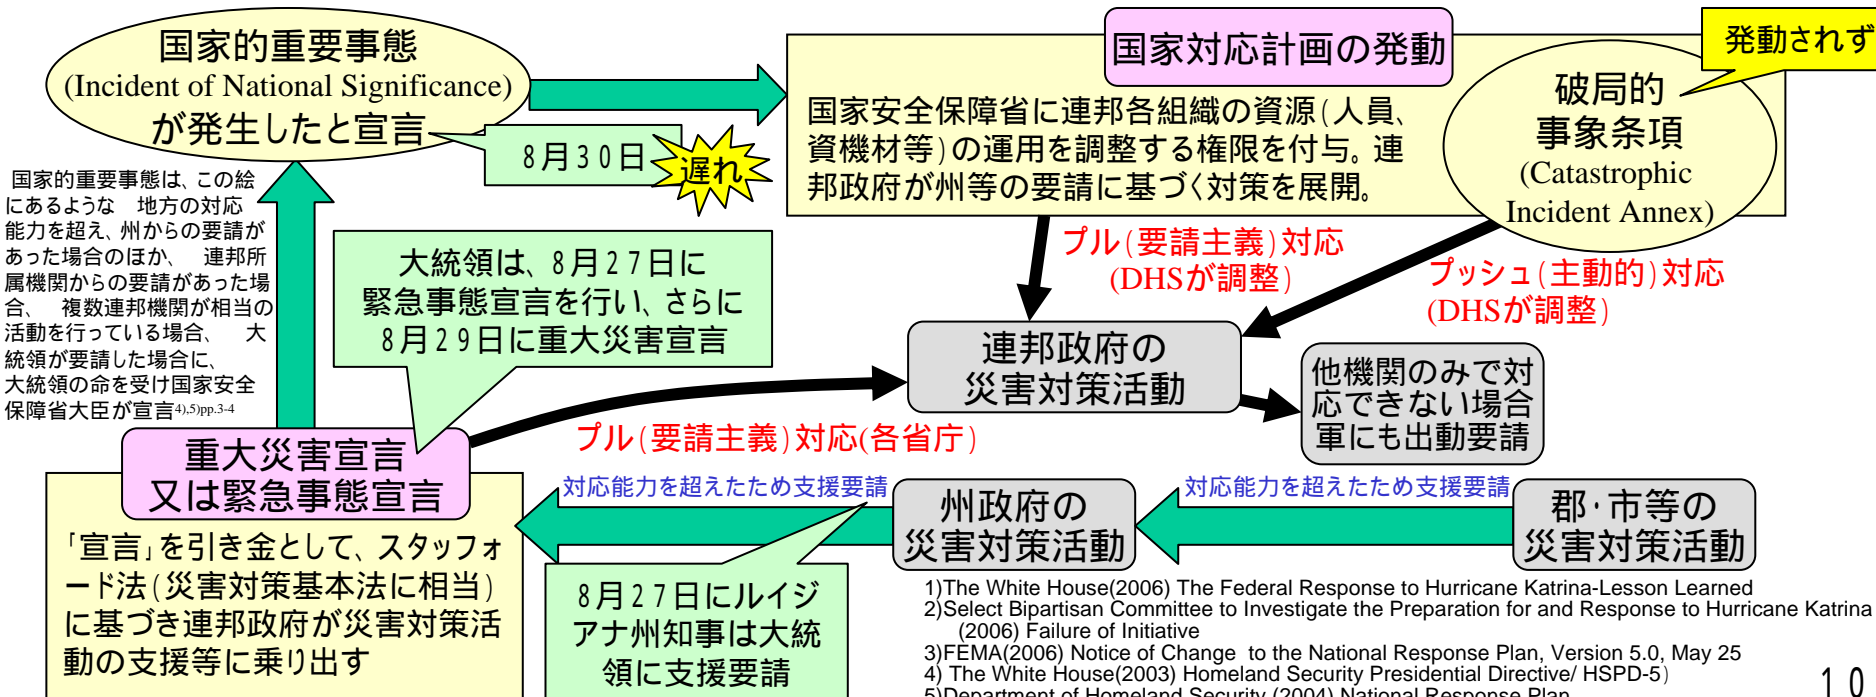 国家的重要事態
(Incident of National Significance)
が発生したと宣言
8月30日
遅れ
国家対応計画の発動
発動されず
国家安全保障省に連邦各組織の資源(人員、
資機材等)の運用を調整する権限を付与。連
邦政府が州等の要請に基づく対策を展開。
破局的
事象条項
(Catastrophic
Incident Annex)
国家的重要事態は、この絵
にあるような 地方の対応
能力を超え、州からの要請が
あった場合のほか、 連邦所
属機関からの要請があった場
合、 複数連邦機関が相当の
活動を行っている場合、 大
統領が要請した場合に、
大統領の命を受け国家安全
保障省大臣が宣言4),5)pp.3-4
大統領は、8月27日に
緊急事態宣言を行い、さらに
8月29日に重大災害宣言
プル(要請主義)対応
(DHSが調整)
プッシュ(主動的)対応
(DHSが調整)
連邦政府の
災害対策活動
他機関のみで対
応できない場合
軍にも出動要請
プル(要請主義)対応(各省庁)
重大災害宣言
又は緊急事態宣言
「宣言」を引き金として、スタッフォ
ード法(災害対策基本法に相当)
に基づき連邦政府が災害対策活
動の支援等に乗り出す
対応能力を超えたため支援要請
州政府の
災害対策活動
対応能力を超えたため支援要請
郡・市等の
災害対策活動
8月27日にルイジ
アナ州知事は大統
領に支援要請
1)The White House(2006) The Federal Response to Hurricane Katrina-Lesson Learned
2)Select Bipartisan Committee to Investigate the Preparation for and Response to Hurricane Katrina
(2006) Failure of Initiative
3)FEMA(2006) Notice of Change to the National Response Plan, Version 5.0, May 25
4) The White House(2003) Homeland Security Presidential Directive/ HSPD-5)
5)Department of Homeland Security (2004) National Response Plan
10